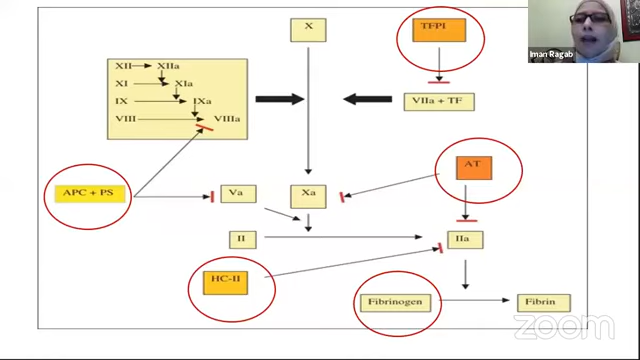 X
TFPI
Iman Ragab
XII XIIa
XI XIa
IX IXa
VIII VIIIa
VIIa + TF
AT
APC + PS
Va
Xa
II
IIa
HC-II
Fibrinogen
Fibrin
zoom